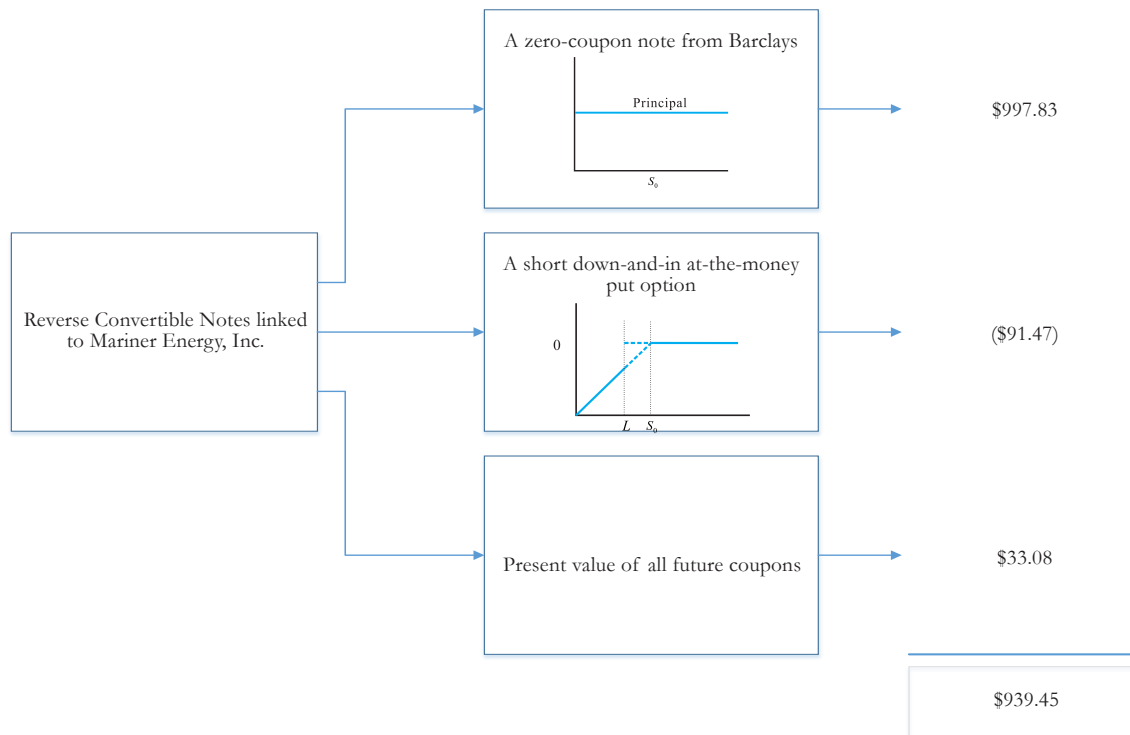 A zero-coupon note from Barclays
Principal
S₀
$997.83
Reverse Convertible Notes linked
to Mariner Energy, Inc.
A short down-and-in at-the-money
put option
0
L S₀
($91.47)
Present value of all future coupons
$33.08
$939.45